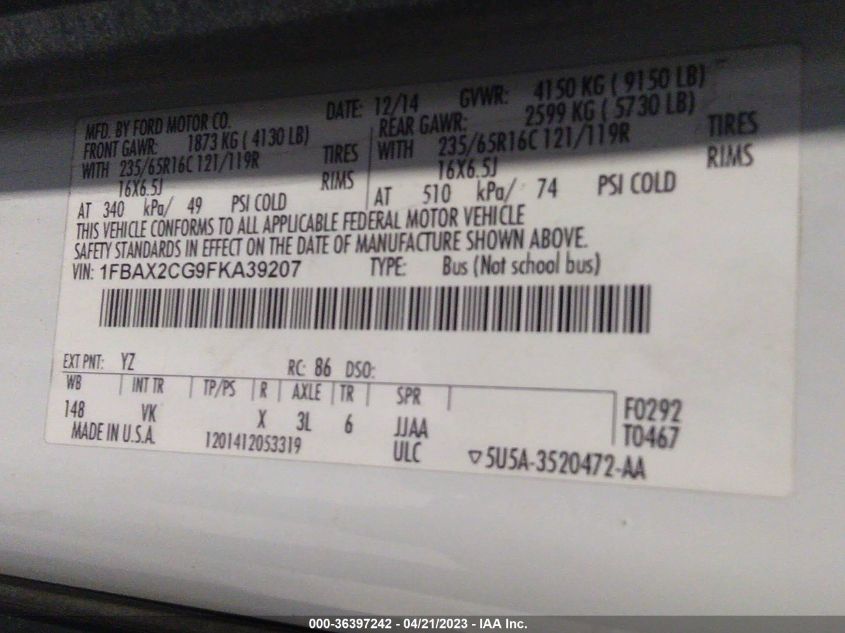 MFD. BY FORD MOTOR CO. DATE: 12/14 GVWR: 4150 KG ( 9150 LB)
FRONT GAWR: 1873 KG ( 4130 LB) REAR GAWR: 2599 KG ( 5730 LB)
WITH 235/65R16C 121/119R TIRES WITH 235/65R16C 121/119R TIRES
16X6.5J RIMS 16X6.5J RIMS
AT 340 kPa/ 49 PSI COLD AT 510 kPa/ 74 PSI COLD
THIS VEHICLE CONFORMS TO ALL APPLICABLE FEDERAL MOTOR VEHICLE
SAFETY STANDARDS IN EFFECT ON THE DATE OF MANUFACTURE SHOWN ABOVE.
VIN: 1FBAX2CG9FKA39207 TYPE: Bus (Not school bus)
EXT PNT: YZ RC: 86 DSO:
WB INT TR TP/PS R AXLE TR SPR
148 VK X 3L 6 JJAA F0292
MADE IN U.S.A. 1201412053319 ULC T0467
▽5U5A-3520472-AA
000-36397242 - 04/21/2023 - IAA Inc.